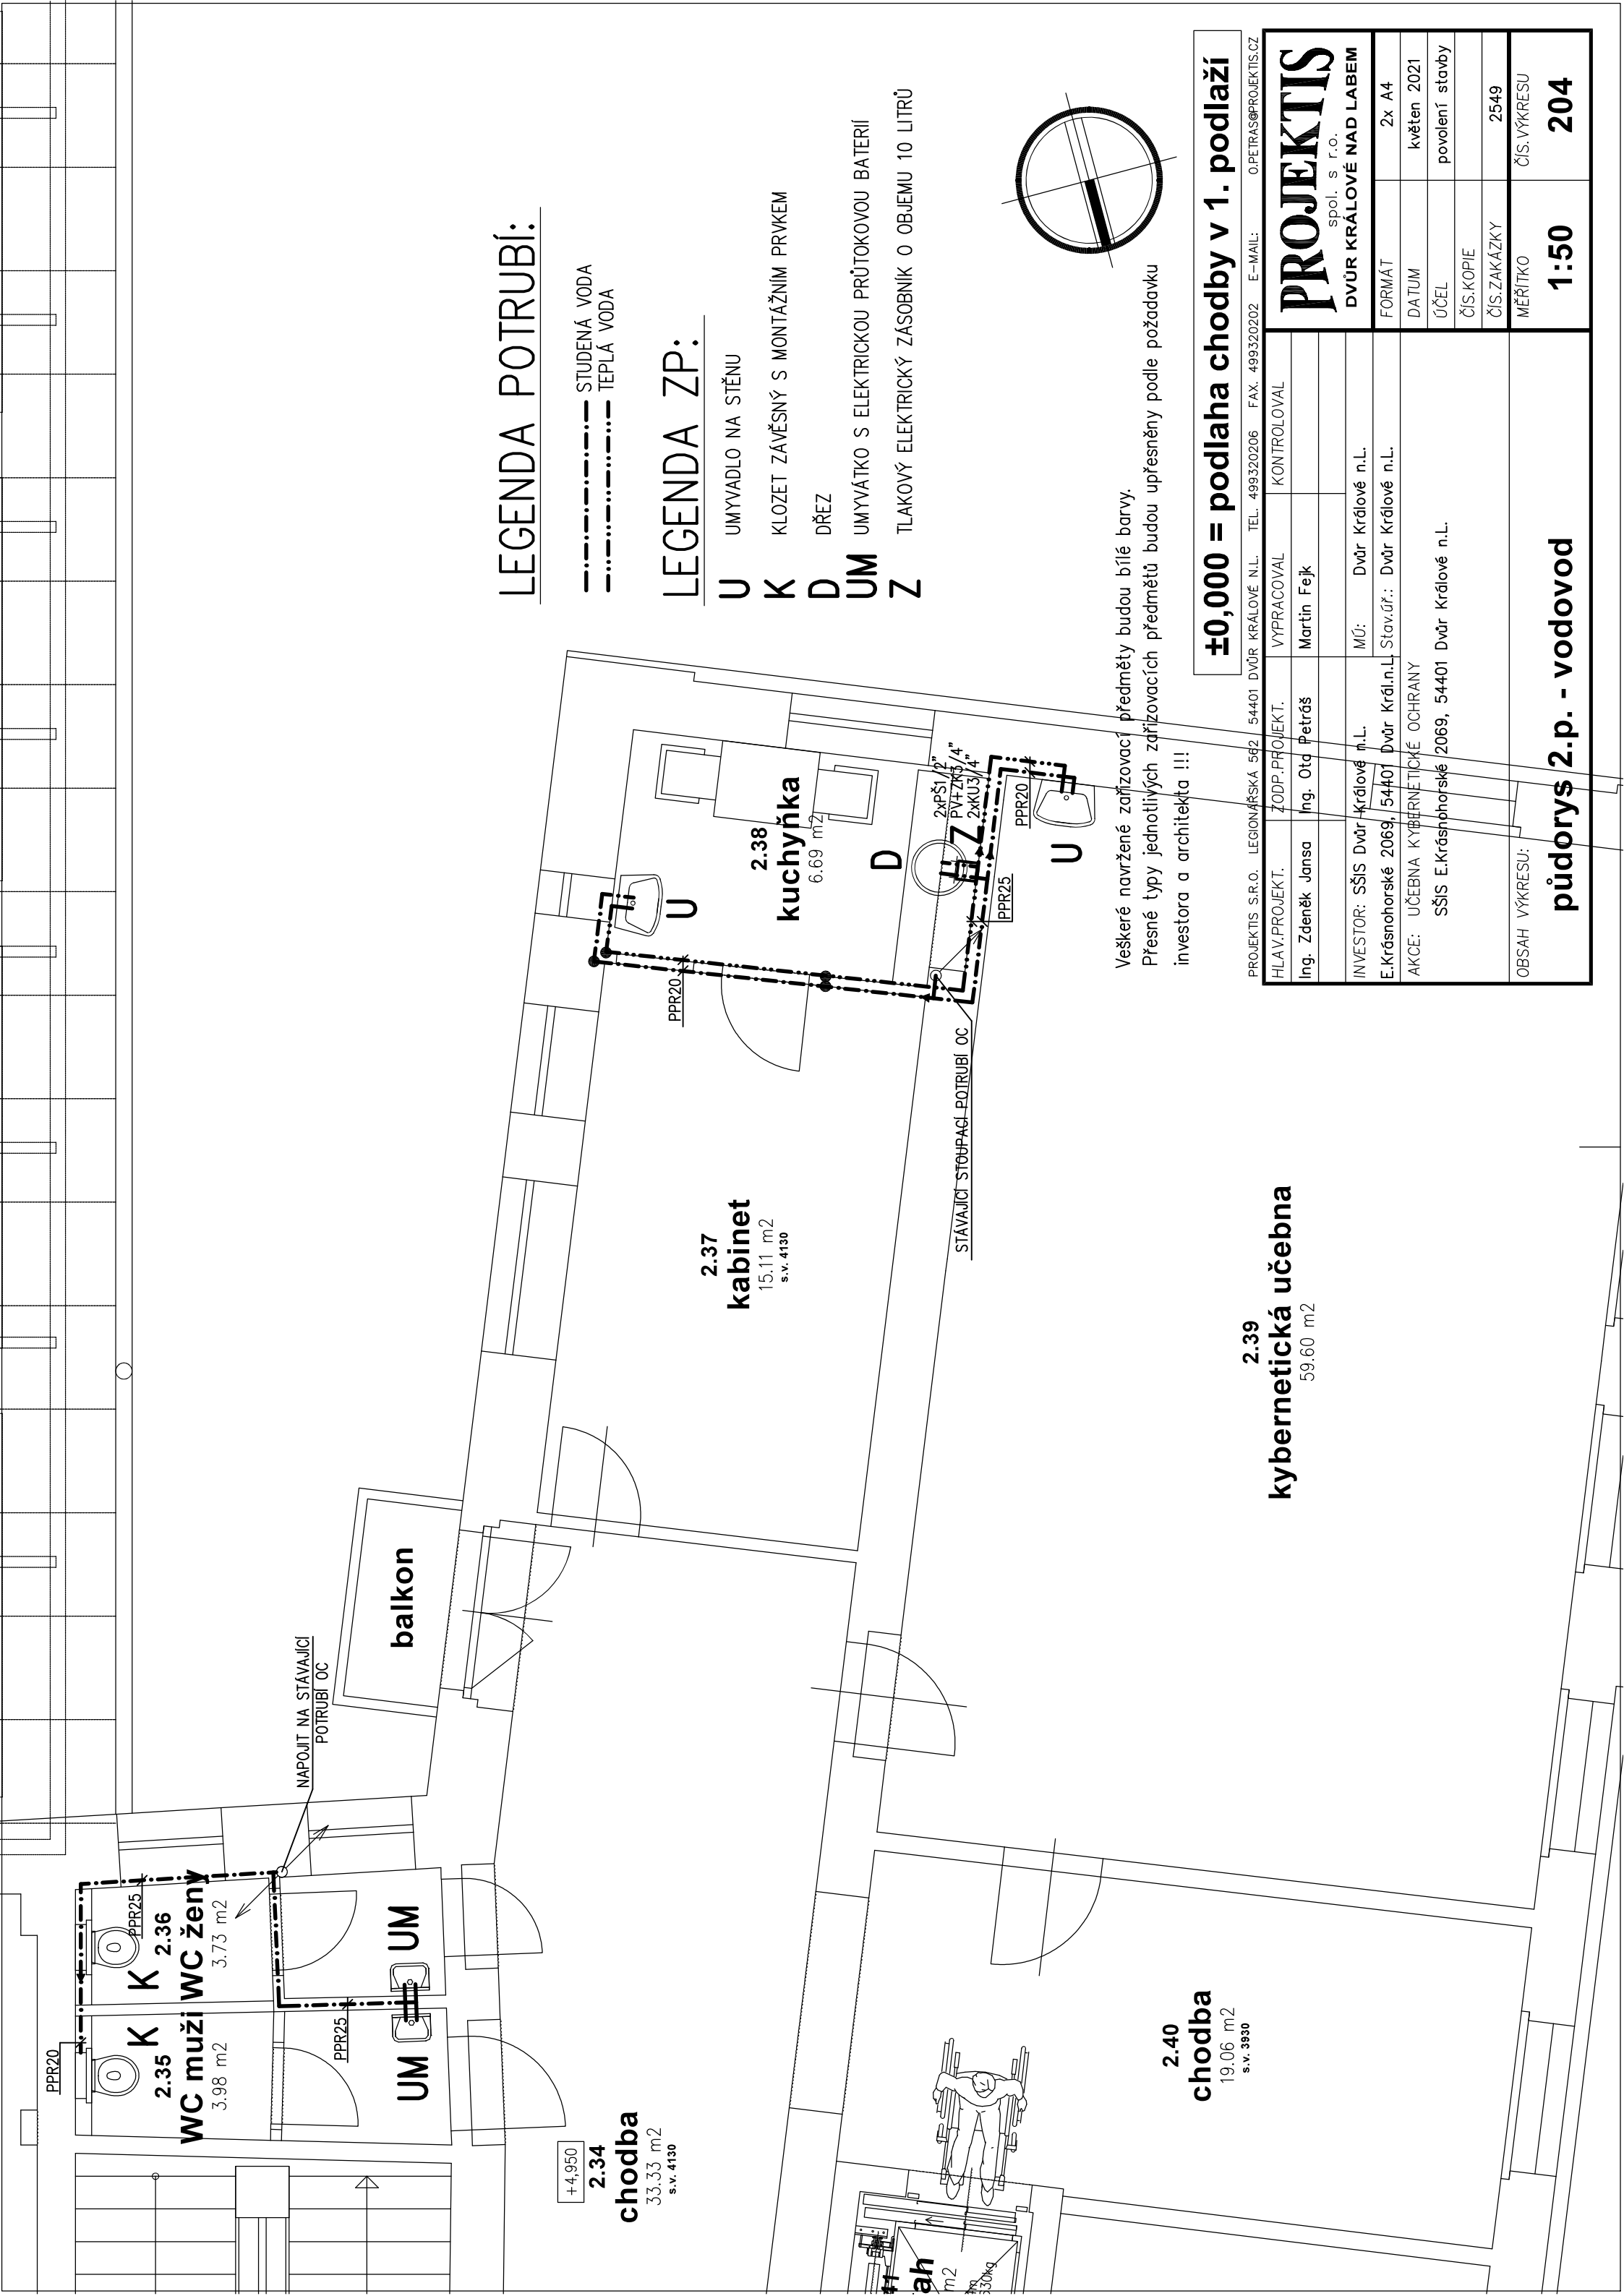 LEGENDA POTRUBÍ:
STUDENÁ VODA
TEPLÁ VODA
LEGENDA ZP:
U UMYVADLO NA STĚNU
K KLOZET ZÁVĚSNÝ S MONTÁŽNÍM PRVKEM
D DŘEZ
UM UMYVÁTKO S ELEKTRICKOU PRŮTOKOVOU BATERIÍ
Z TLAKOVÝ ELEKTRICKÝ ZÁSOBNÍK O OBJEMU 10 LITRŮ
Veškeré navržené zařizovací předměty budou bílé barvy.
Přesné typy jednotlivých zařizovacích předmětů budou upřesněny podle požadavku
investora a architekta !!!
±0,000 = podlaha chodby v 1. podlaží
PROJEKTIS S.R.O. LEGIONÁŘSKÁ 562 54401 DVŮR KRÁLOVÉ N.L. TEL. 499320206 FAX. 499320202 E-MAIL: O.PETRAS@PROJEKTIS.CZ
HLAV.PROJEKT. ZODP.PROJEKT. VYPRACOVAL KONTROLOVAL
Ing. Zdeněk Jansa Ing. Ota Petráš Martin Fejk
INVESTOR: SŠIS Dvůr Králové n.L. MÚ: Dvůr Králové n.L.
E.Krásnohorské 2069, 54401 Dvůr Král.n.L. Stav.úř.: Dvůr Králové n.L.
AKCE: UČEBNA KYBERNETICKÉ OCHRANY
SŠIS E.Krásnohorské 2069, 54401 Dvůr Králové n.L.
OBSAH VÝKRESU:
půdorys 2.p. - vodovod
PROJEKTIS
spol. s r.o.
DVŮR KRÁLOVÉ NAD LABEM
FORMÁT 2x A4
DATUM květen 2021
ÚČEL povolení stavby
ČÍS.KOPIE
ČÍS.ZAKÁZKY 2549
MĚŘÍTKO ČÍS.VÝKRESU
1:50 204
2.38
kuchyňka
6.69 m2
U
D
Z
2xPŠ1/2"
PV+ZK3/4"
2xKU3/4"
PPR20
U
PPR25
PPR20
STÁVAJÍCÍ STOUPACÍ POTRUBÍ OC
2.37
kabinet
15.11 m2
s.v. 4130
2.39
kybernetická učebna
59.60 m2
balkon
NAPOJIT NA STÁVAJÍCÍ
POTRUBÍ OC
PPR25
2.36
WC ženy
3.73 m2
K
UM
PPR20
2.35
WC muži
3.98 m2
K
PPR25
UM
+4,950
2.34
chodba
33.33 m2
s.v. 4130
2.40
chodba
19.06 m2
s.v. 3930
ah
m2
630kg